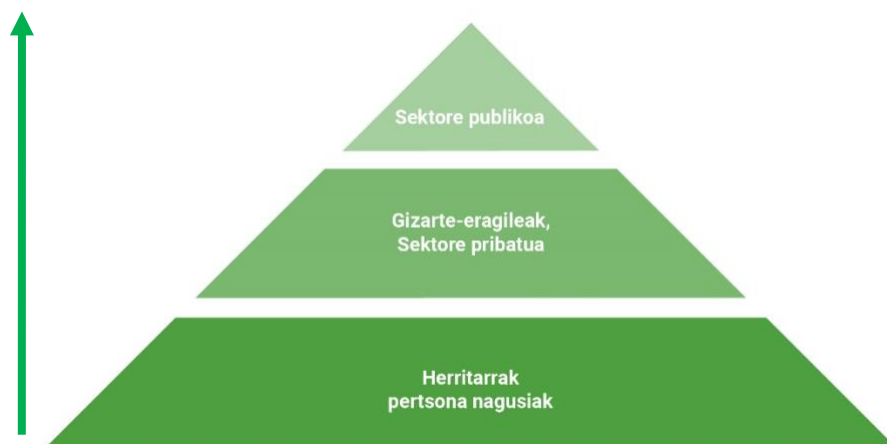 Sektore publikoa
Gizarte-eragileak,
Sektore pribatua
Herritarrak
pertsona nagusiak